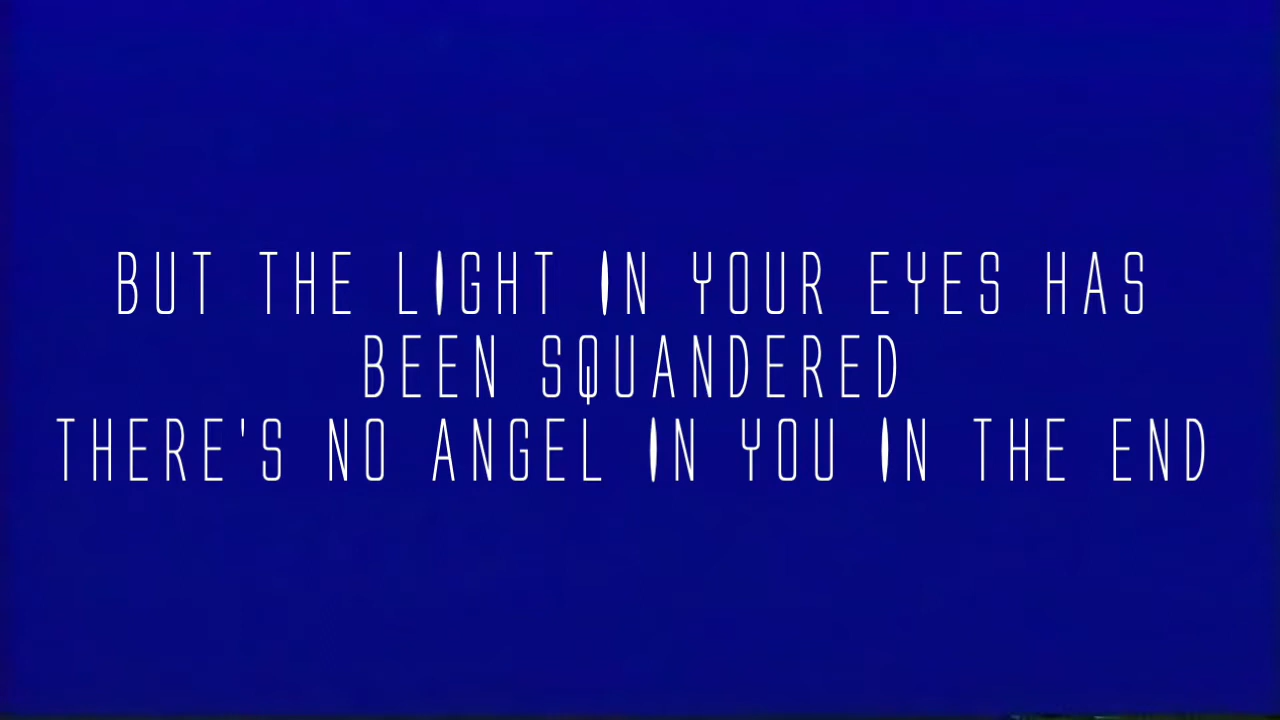 BUT THE LIGHT IN YOUR EYES HAS
BEEN SQUANDERED
THERE'S NO ANGEL IN YOU IN THE END